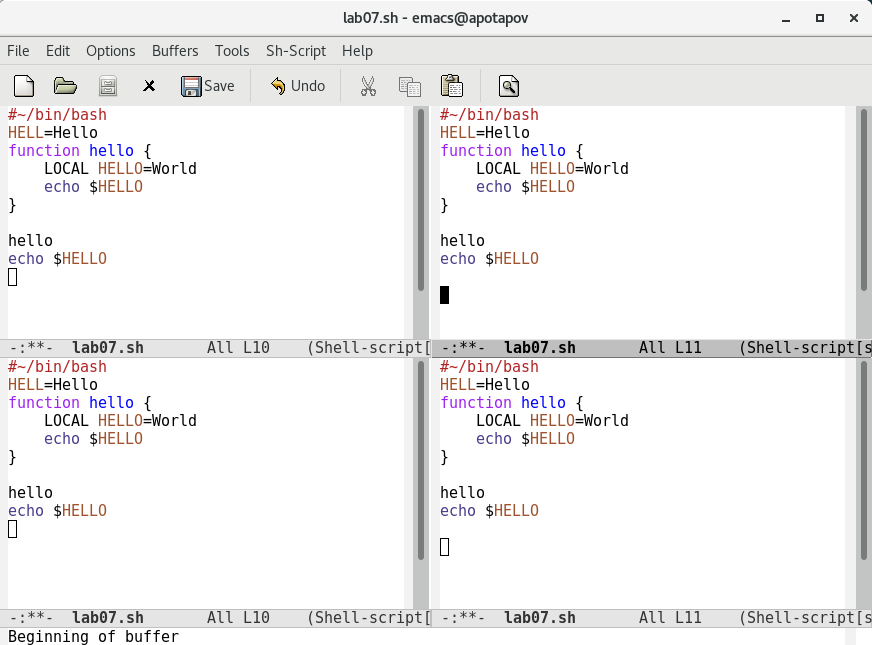 lab07.sh - emacs@apotapov
File Edit Options Buffers Tools Sh-Script Help
Save Undo
#~/bin/bash
HELL=Hello
function hello {
    LOCAL HELLO=World
    echo $HELLO
}
hello
echo $HELLO
-:**-  lab07.sh       All L10    (Shell-script[
#~/bin/bash
HELL=Hello
function hello {
    LOCAL HELLO=World
    echo $HELLO
}
hello
echo $HELLO
-:**-  lab07.sh       All L11    (Shell-script[s
#~/bin/bash
HELL=Hello
function hello {
    LOCAL HELLO=World
    echo $HELLO
}
hello
echo $HELLO
-:**-  lab07.sh       All L10    (Shell-script[
#~/bin/bash
HELL=Hello
function hello {
    LOCAL HELLO=World
    echo $HELLO
}
hello
echo $HELLO
-:**-  lab07.sh       All L11    (Shell-script[s
Beginning of buffer